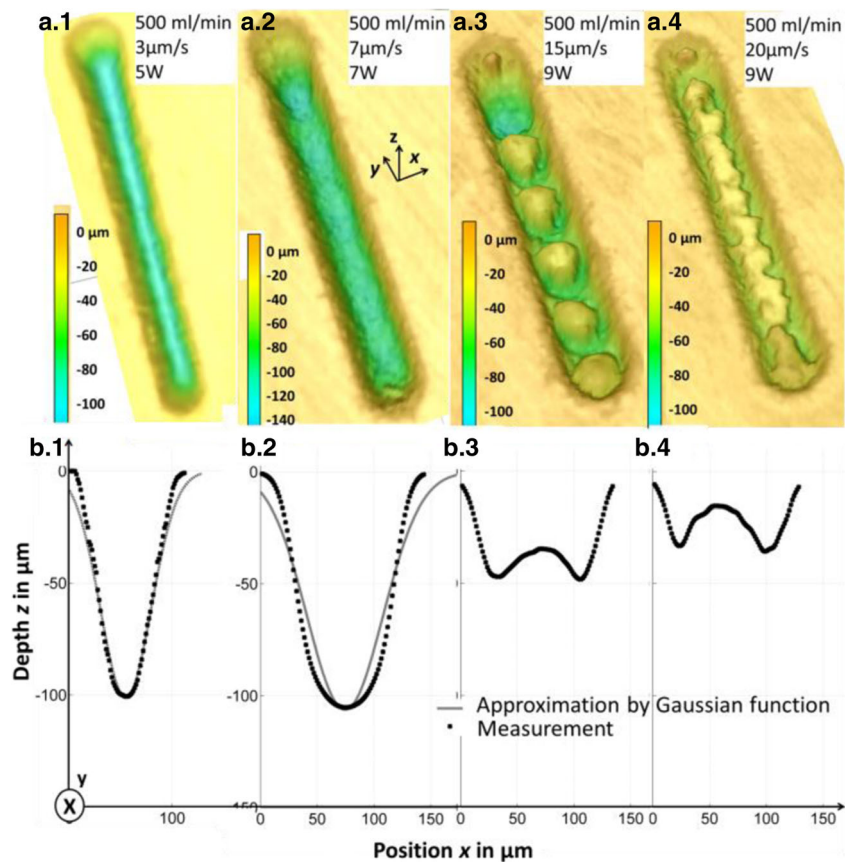 a.1
500 ml/min
3µm/s
5W
a.2
500 ml/min
7µm/s
7W
a.3
500 ml/min
15µm/s
9W
a.4
500 ml/min
20µm/s
9W
z
y
x
0 µm
-20
-40
-60
-80
-100
0 µm
-20
-40
-60
-80
-100
-120
-140
0 µm
-20
-40
-60
-80
-100
0 µm
-20
-40
-60
-80
-100
b.1
b.2
b.3
b.4
0
-50
-100
0
-50
-100
-150
Depth z in µm
Approximation by Gaussian function
Measurement
y
X
100
0 50 100 150
0 50 100 150
0 50 100 150
Position x in µm